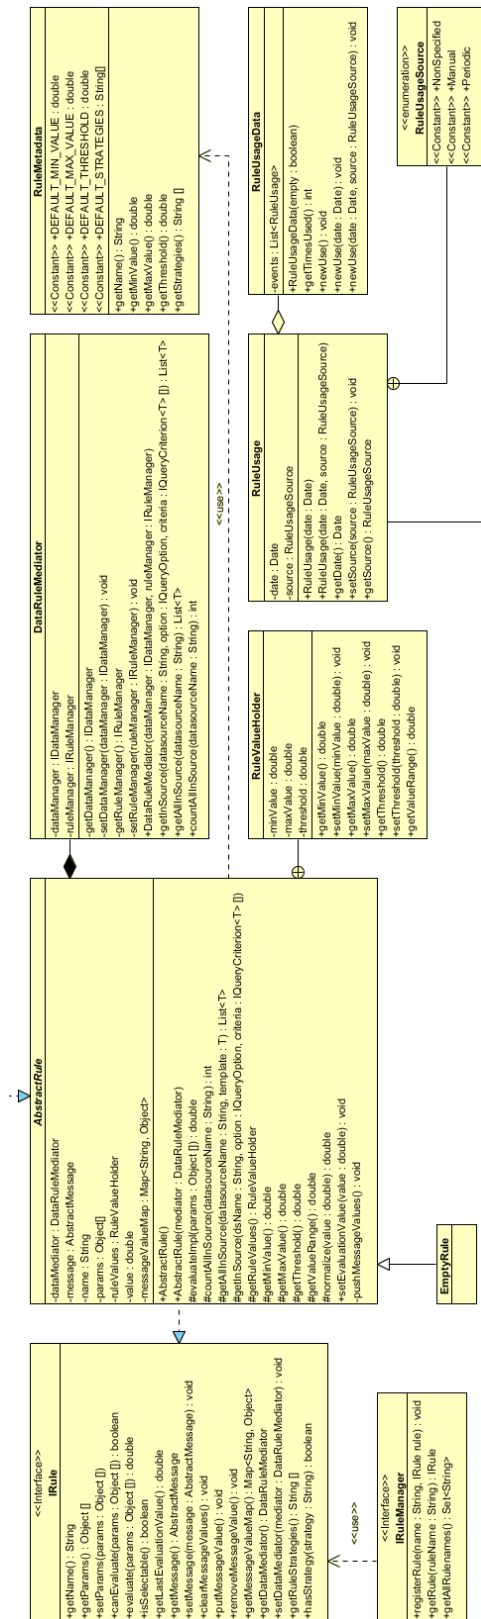 <<Interface>>
IRule
+getName() : String
+getParams() : Object []
+setParams(params : Object [])
+canEvaluate(params : Object []) : boolean
+evaluate(params : Object []) : double
+isSelectable() : boolean
+getLastEvaluationValue() : double
+getMessage() : AbstractMessage
+setMessage(message : AbstractMessage) : void
+clearMessageValues() : void
+putMessageValue() : void
+removeMessageValue() : void
+getMessageValueMap() : Map<String, Object>
+getDataMediator() : DataRuleMediator
+setDataMediator(mediator : DataRuleMediator) : void
+getRuleStrategies() : String []
+hasStrategy(strategy : String) : boolean
<<use>>
<<Interface>>
IRuleManager
+registerRule(name : String, IRule rule) : void
+getRule(ruleName : String) : IRule
+getAllRulenames() : Set<String>
AbstractRule
-dataMediator : DataRuleMediator
-message : AbstractMessage
-name : String
-params : Object[]
-ruleValues : RuleValueHolder
-value : double
-messageValueMap : Map<String, Object>
+AbstractRule()
+AbstractRule(mediator : DataRuleMediator)
#evaluateImpl(params : Object []) : double
#countAllInSource(datasourceName : String) : int
#getAllInSource(datasourceName : String, template : T) : List<T>
#getInSource(dsName : String, option : IQueryOption, criteria : IQueryCriterion<T> [])
#getRuleValues() : RuleValueHolder
#getMinValue() : double
#getMaxValue() : double
#getThreshold() : double
#getValueRange() : double
#normalize(value : double) : double
+setEvaluationValue(value : double) : void
-pushMessageValues() : void
EmptyRule
DataRuleMediator
-dataManager : IDataManager
-ruleManager : IRuleManager
-getDataManager() : IDataManager
-setDataManager(dataManager : IDataManager) : void
-getRuleManager() : IRuleManager
-setRuleManager(ruleManager : IRuleManager) : void
+DataRuleMediator(dataManager : IDataManager, ruleManager : IRuleManager)
+getInSource(datasourceName : String, option : IQueryOption, criteria : IQueryCriterion<T> []) : List<T>
+getAllInSource(datasourceName : String) : List<T>
+countAllInSource(datasourceName : String) : int
<<use>>
RuleValueHolder
-minValue : double
-maxValue : double
-threshold : double
+getMinValue() : double
+setMinValue(minValue : double) : void
+getMaxValue() : double
+setMaxValue(maxValue : double) : void
+getThreshold() : double
+setThreshold(threshold : double) : void
+getValueRange() : double
RuleUsage
-date : Date
-source : RuleUsageSource
+RuleUsage(date : Date)
+RuleUsage(date : Date, source : RuleUsageSource)
+getDate() : Date
+setSource(source : RuleUsageSource) : void
+getSource() : RuleUsageSource
RuleMetadata
<<Constant>> +DEFAULT_MIN_VALUE : double
<<Constant>> +DEFAULT_MAX_VALUE : double
<<Constant>> +DEFAULT_THRESHOLD : double
<<Constant>> +DEFAULT_STRATEGIES : String[]
+getName() : String
+getMinValue() : double
+getMaxValue() : double
+getThreshold() : double
+getStrategies() : String []
RuleUsageData
-events : List<RuleUsage>
+RuleUsageData(empty : boolean)
+getTimesUsed() : int
+newUse() : void
+newUse(date : Date) : void
+newUse(date : Date, source : RuleUsageSource) : void
<<enumeration>>
RuleUsageSource
<<Constant>> +NonSpecified
<<Constant>> +Manual
<<Constant>> +Periodic